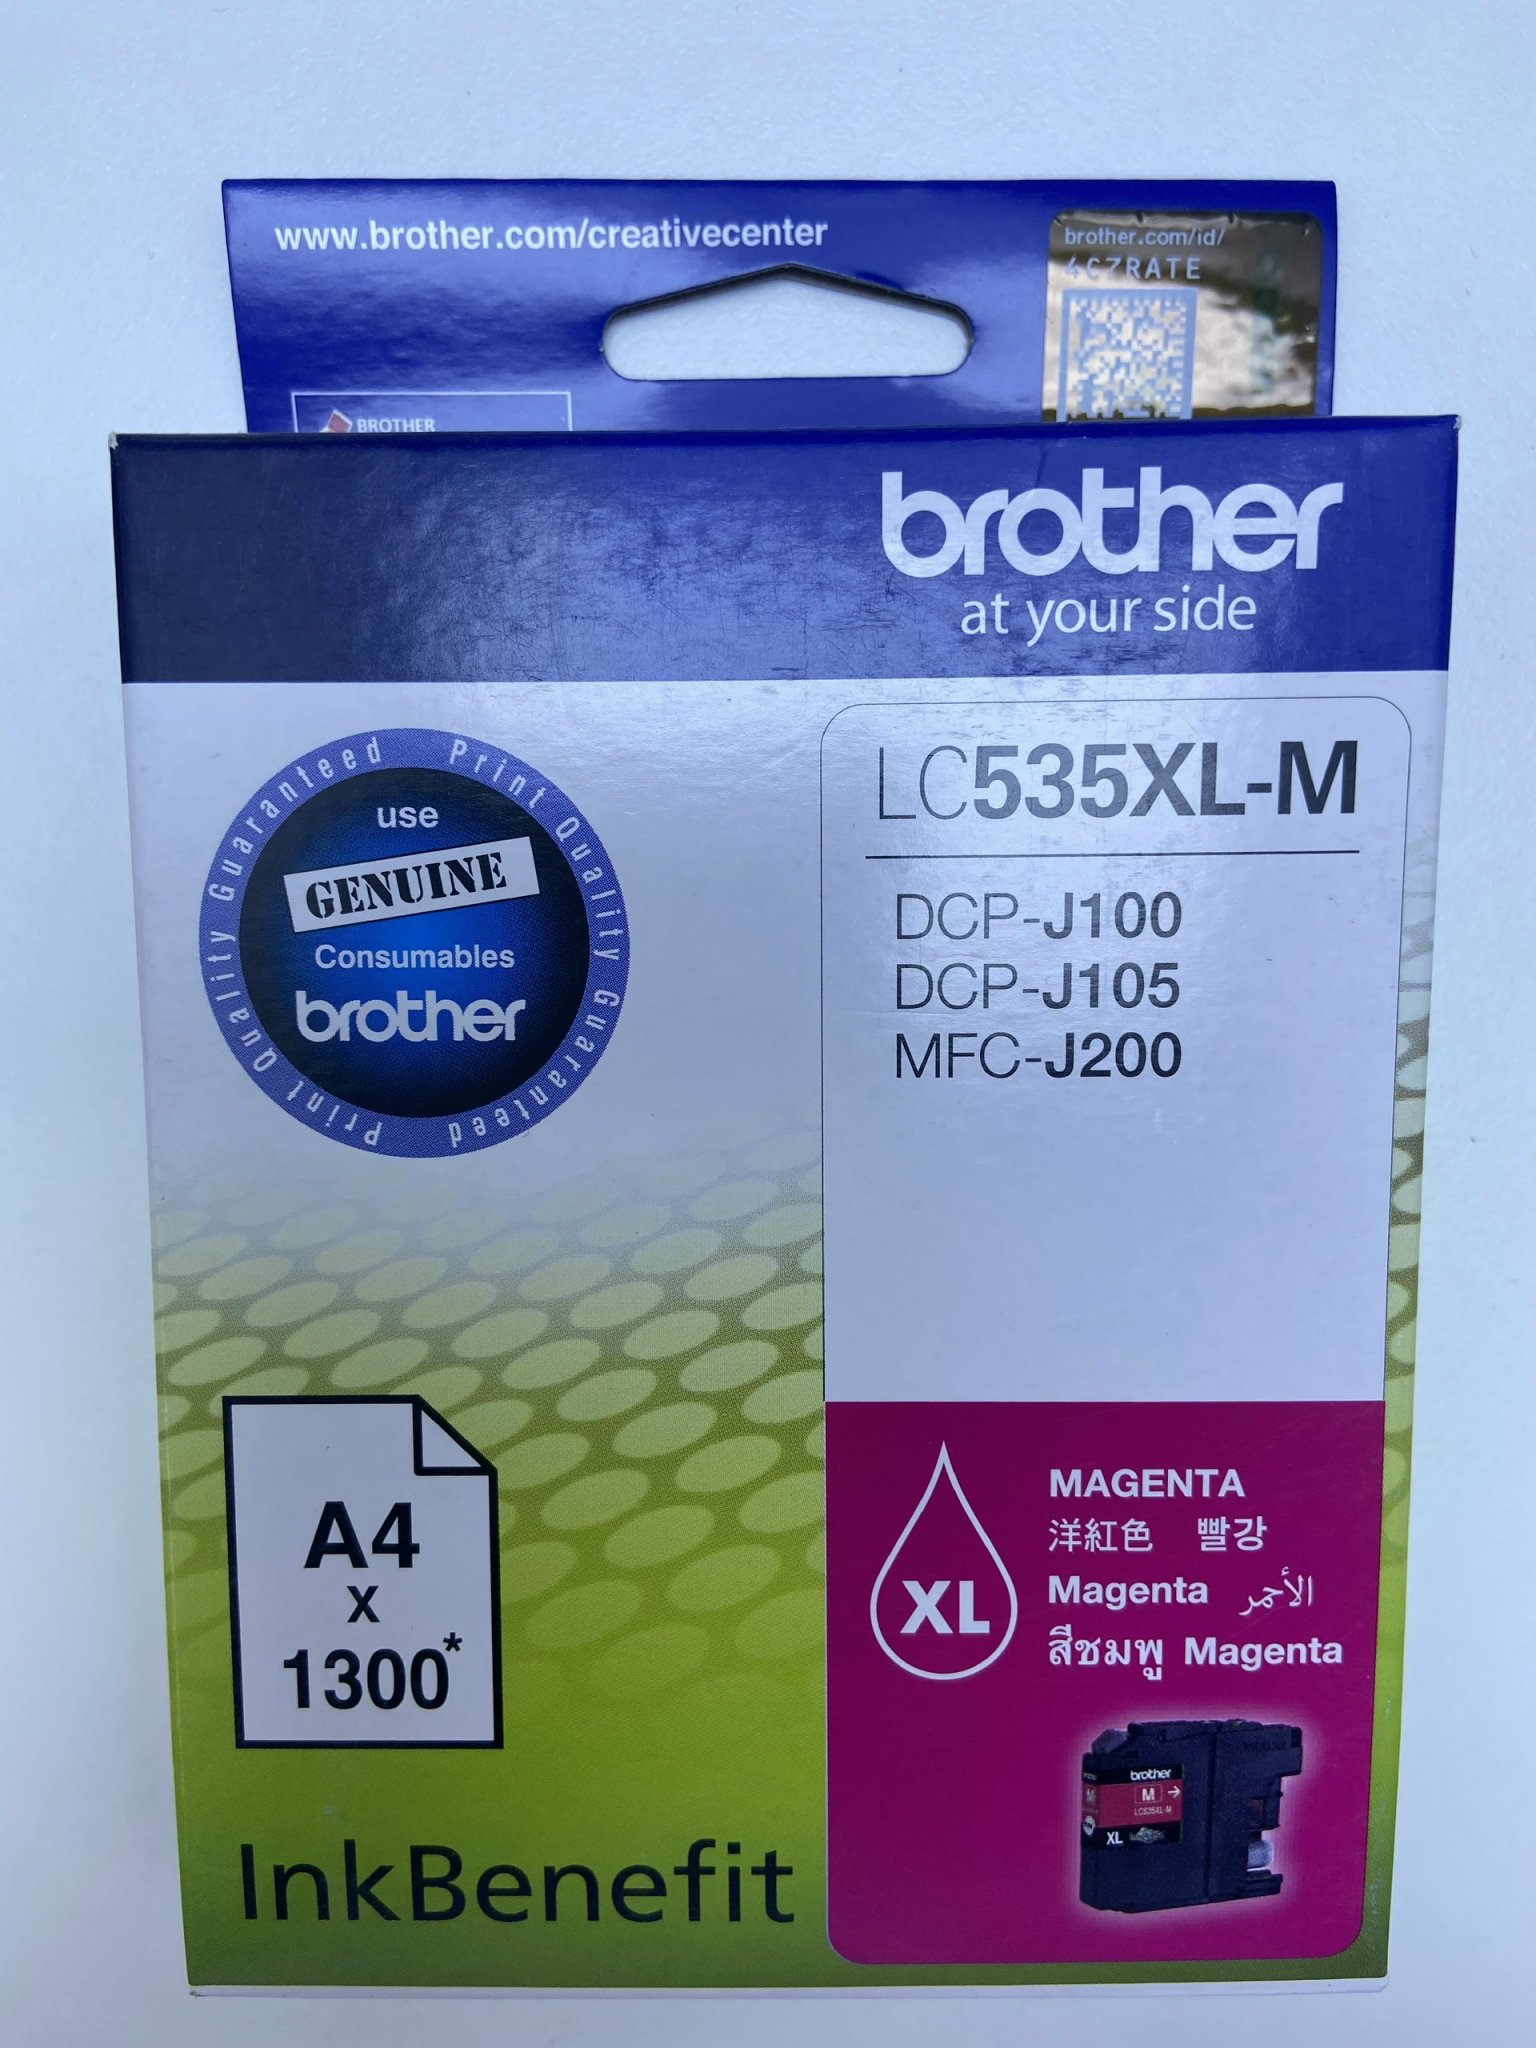 www.brother.com/creativecenter
brother.com/id/
4C7RATE
BROTHER
brother
at your side
Print Quality Guaranteed Print Quality Guaranteed
use
GENUINE
Consumables
brother
LC535XL-M
DCP-J100
DCP-J105
MFC-J200
A4
x
1300*
InkBenefit
XL
MAGENTA
洋紅色 빨강
Magenta الأحمر
สีชมพู Magenta
brother
M
LC535XL-M
M
XL